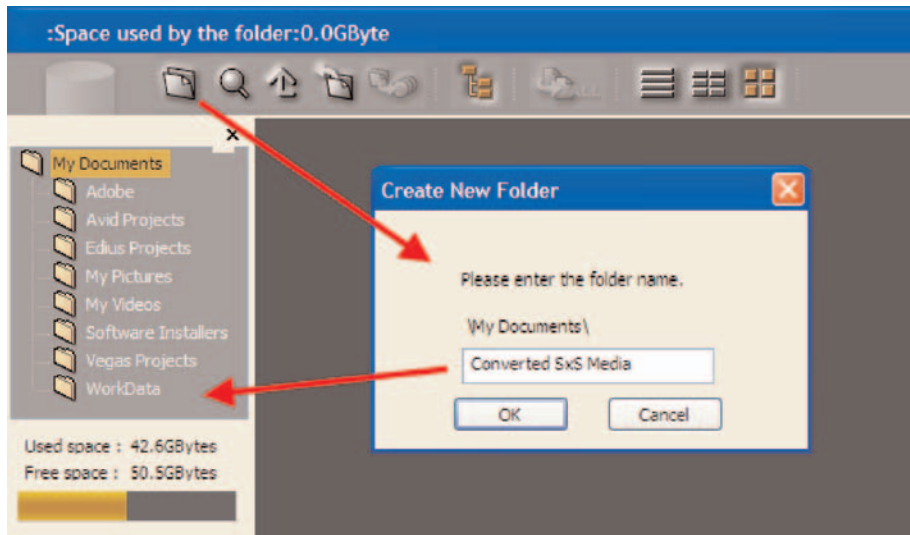 :Space used by the folder:0.0GByte
ALL
x
My Documents
Adobe
Avid Projects
Edius Projects
My Pictures
My Videos
Software Installers
Vegas Projects
WorkData
Used space : 42.6GBytes
Free space : 50.5GBytes
Create New Folder
Please enter the folder name.
\My Documents\
Converted SxS Media
OK
Cancel